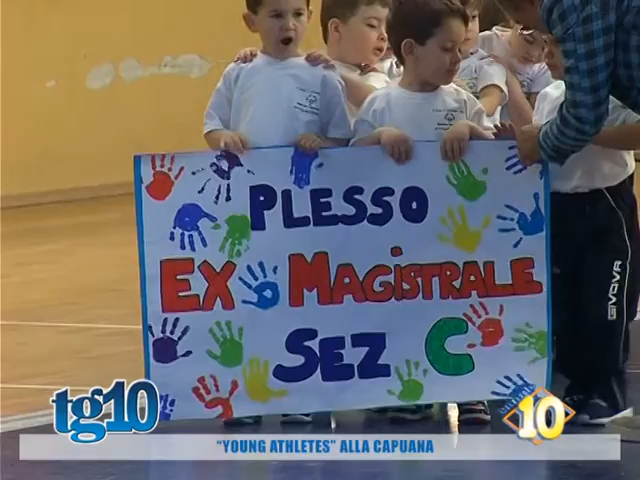 PLESSO
EX MAGISTRALE
SEZ C
GIVOVA
tg10
10
"YOUNG ATHLETES" ALLA CAPUANA